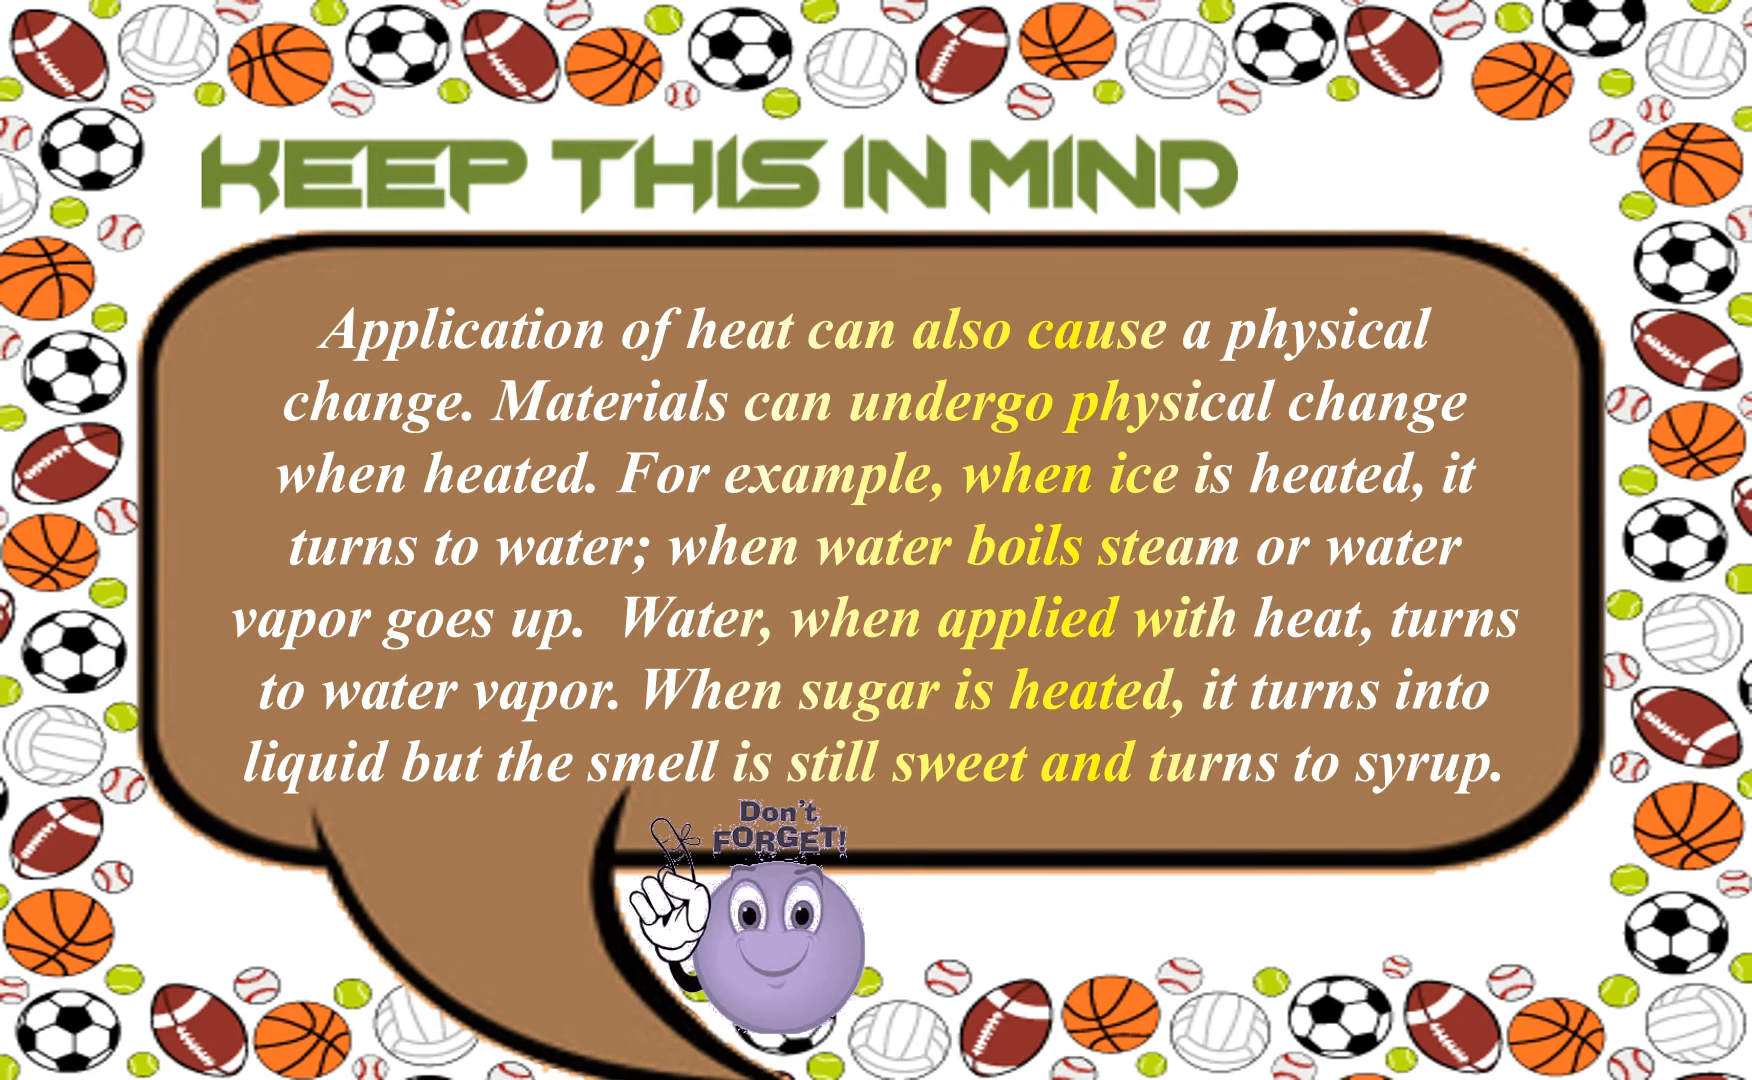 KEEP THIS IN MIND
Application of heat can also cause a physical
change. Materials can undergo physical change
when heated. For example, when ice is heated, it
turns to water; when water boils steam or water
vapor goes up.  Water, when applied with heat, turns
to water vapor. When sugar is heated, it turns into
liquid but the smell is still sweet and turns to syrup.
Don't
FORGET!